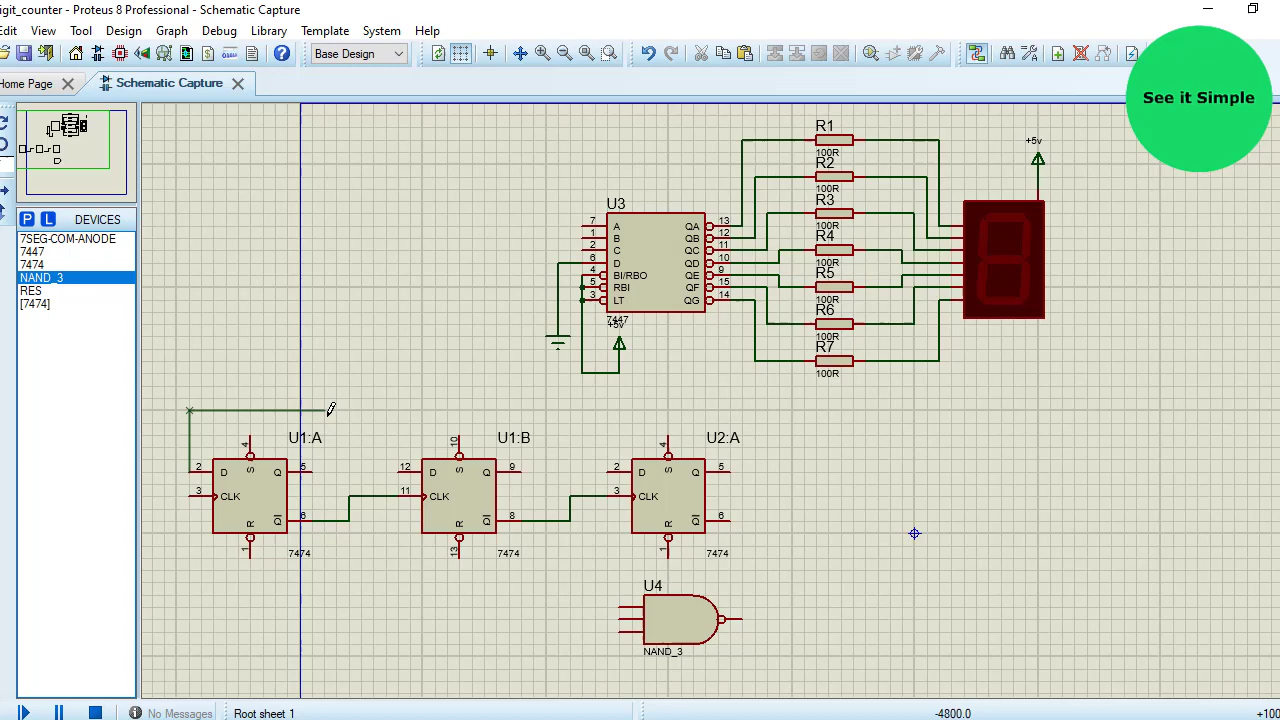 igit_counter - Proteus 8 Professional - Schematic Capture
Edit View Tool Design Graph Debug Library Template System Help
Base Design
Home Page
Schematic Capture
See it Simple
P L DEVICES
7SEG-COM-ANODE
7447
7474
NAND_3
RES
[7474]
U3
7 A QA 13
1 B QB 12
2 C QC 11
6 D QD 10
4 BI/RBO QE 9
5 RBI QF 15
3 LT QG 14
7447
+5v
R1
100R
R2
100R
R3
100R
R4
100R
R5
100R
R6
100R
R7
100R
+5v
U1:A
4
2 D S Q 5
3 CLK
R Q 6
1
7474
U1:B
10
12 D S Q 9
11 CLK
R Q 8
13
7474
U2:A
4
2 D S Q 5
3 CLK
R Q 6
1
7474
U4
NAND_3
No Messages
Root sheet 1
-4800.0
+100